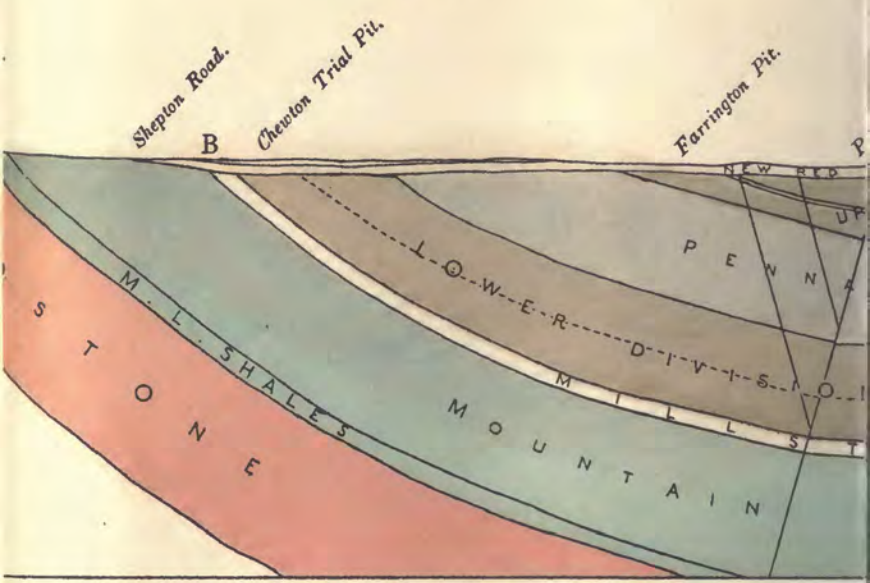 Shepton Road.
B
Chewton Trial Pit.
Farrington Pit.
P
NEW RED
UP
PENNA
LOWER DIVISIO
MILLST
MOUNTAIN
M. L. SHALES
STONE